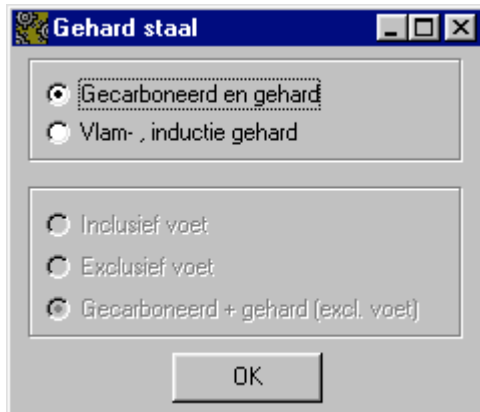 Gehard staal
Gecarboneerd en gehard
Vlam- , inductie gehard
Inclusief voet
Exclusief voet
Gecarboneerd + gehard (excl. voet)
OK